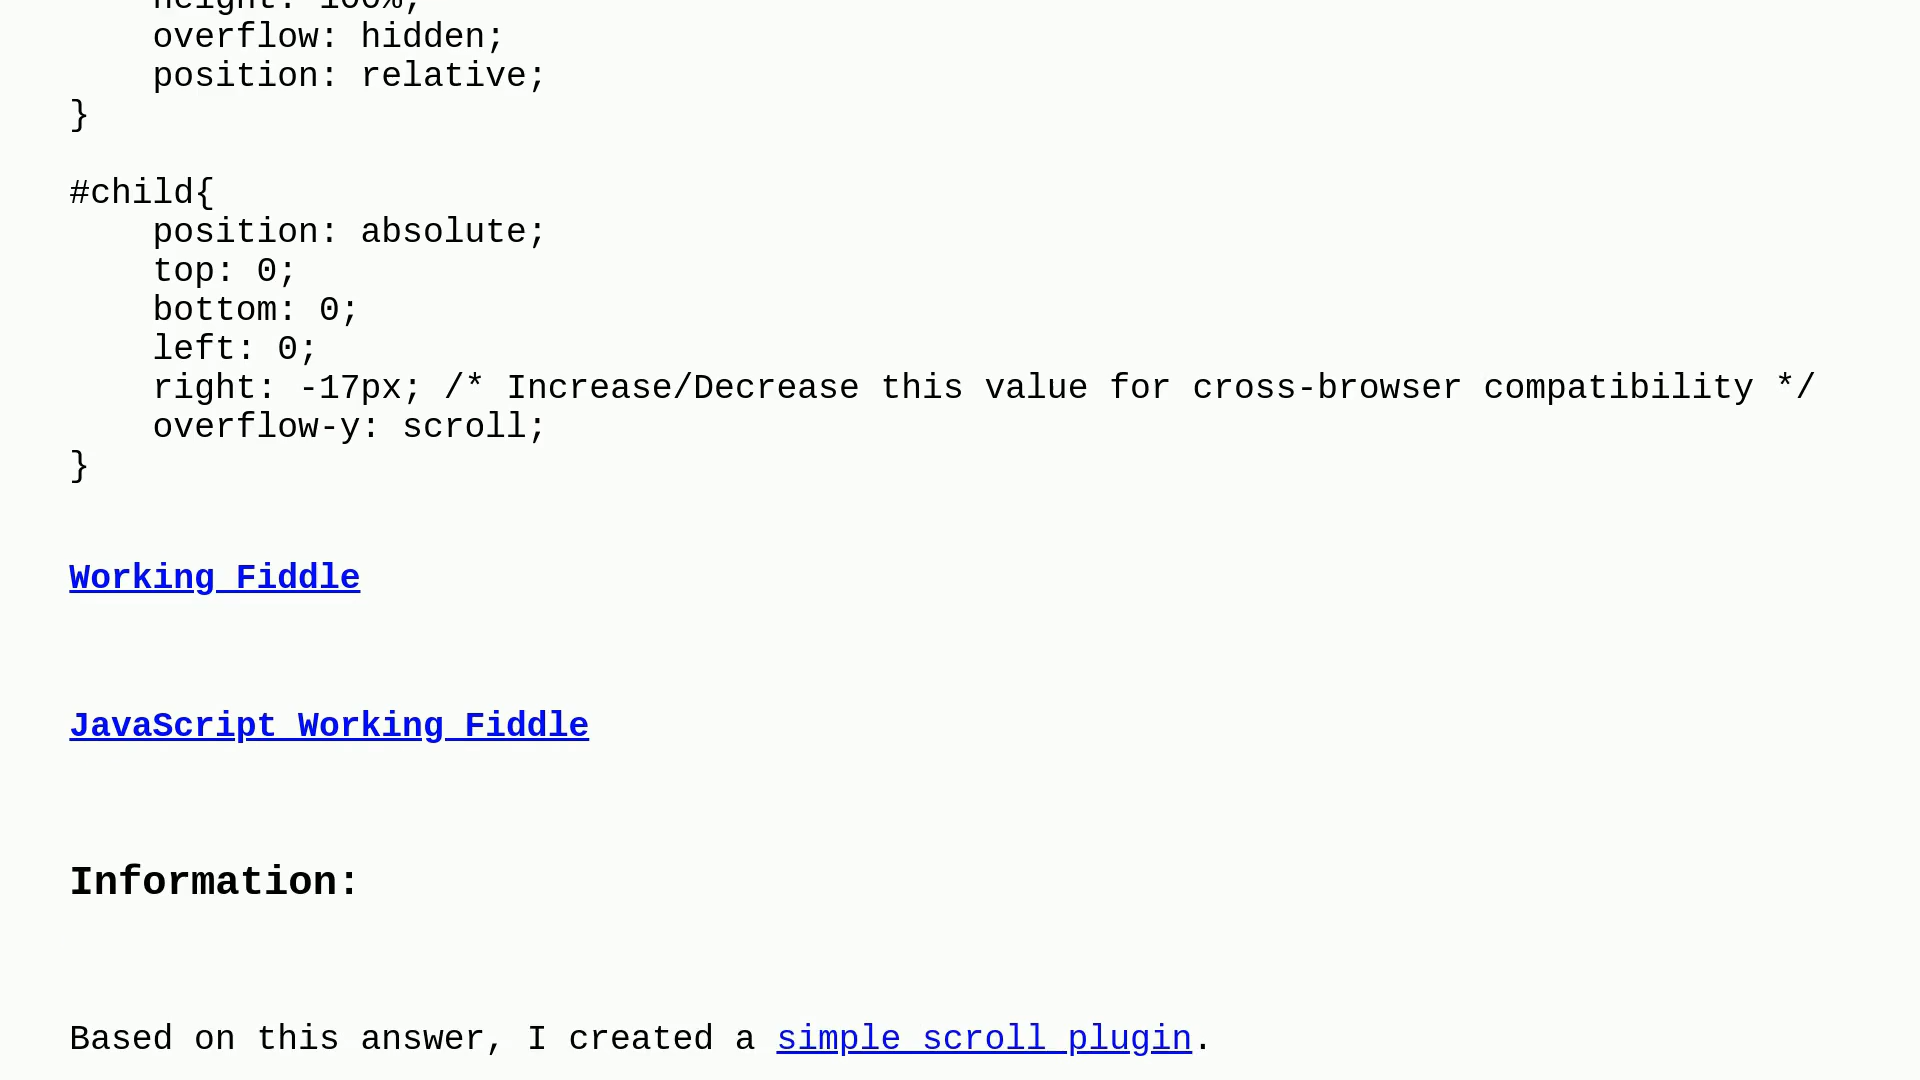 height: 100%;
overflow: hidden;
position: relative;
}
#child{
position: absolute;
top: 0;
bottom: 0;
left: 0;
right: -17px; /* Increase/Decrease this value for cross-browser compatibility */
overflow-y: scroll;
}
Working Fiddle
JavaScript Working Fiddle
Information:
Based on this answer, I created a simple scroll plugin.